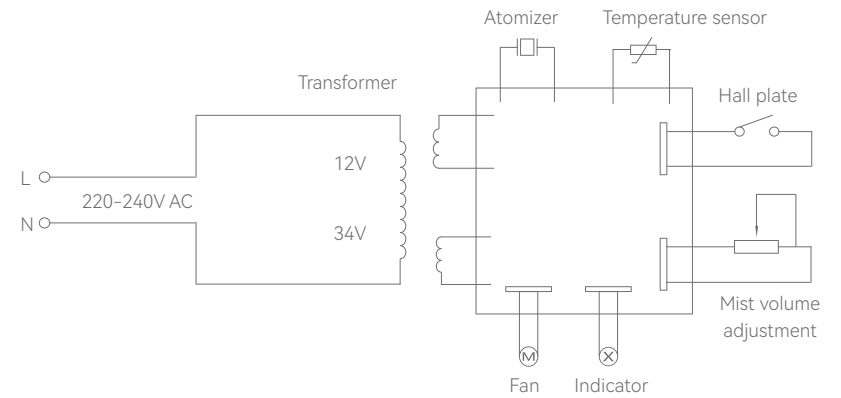 Atomizer
Temperature sensor
Transformer
Hall plate
12V
L
220-240V AC
N
34V
Mist volume
adjustment
M
X
Fan
Indicator